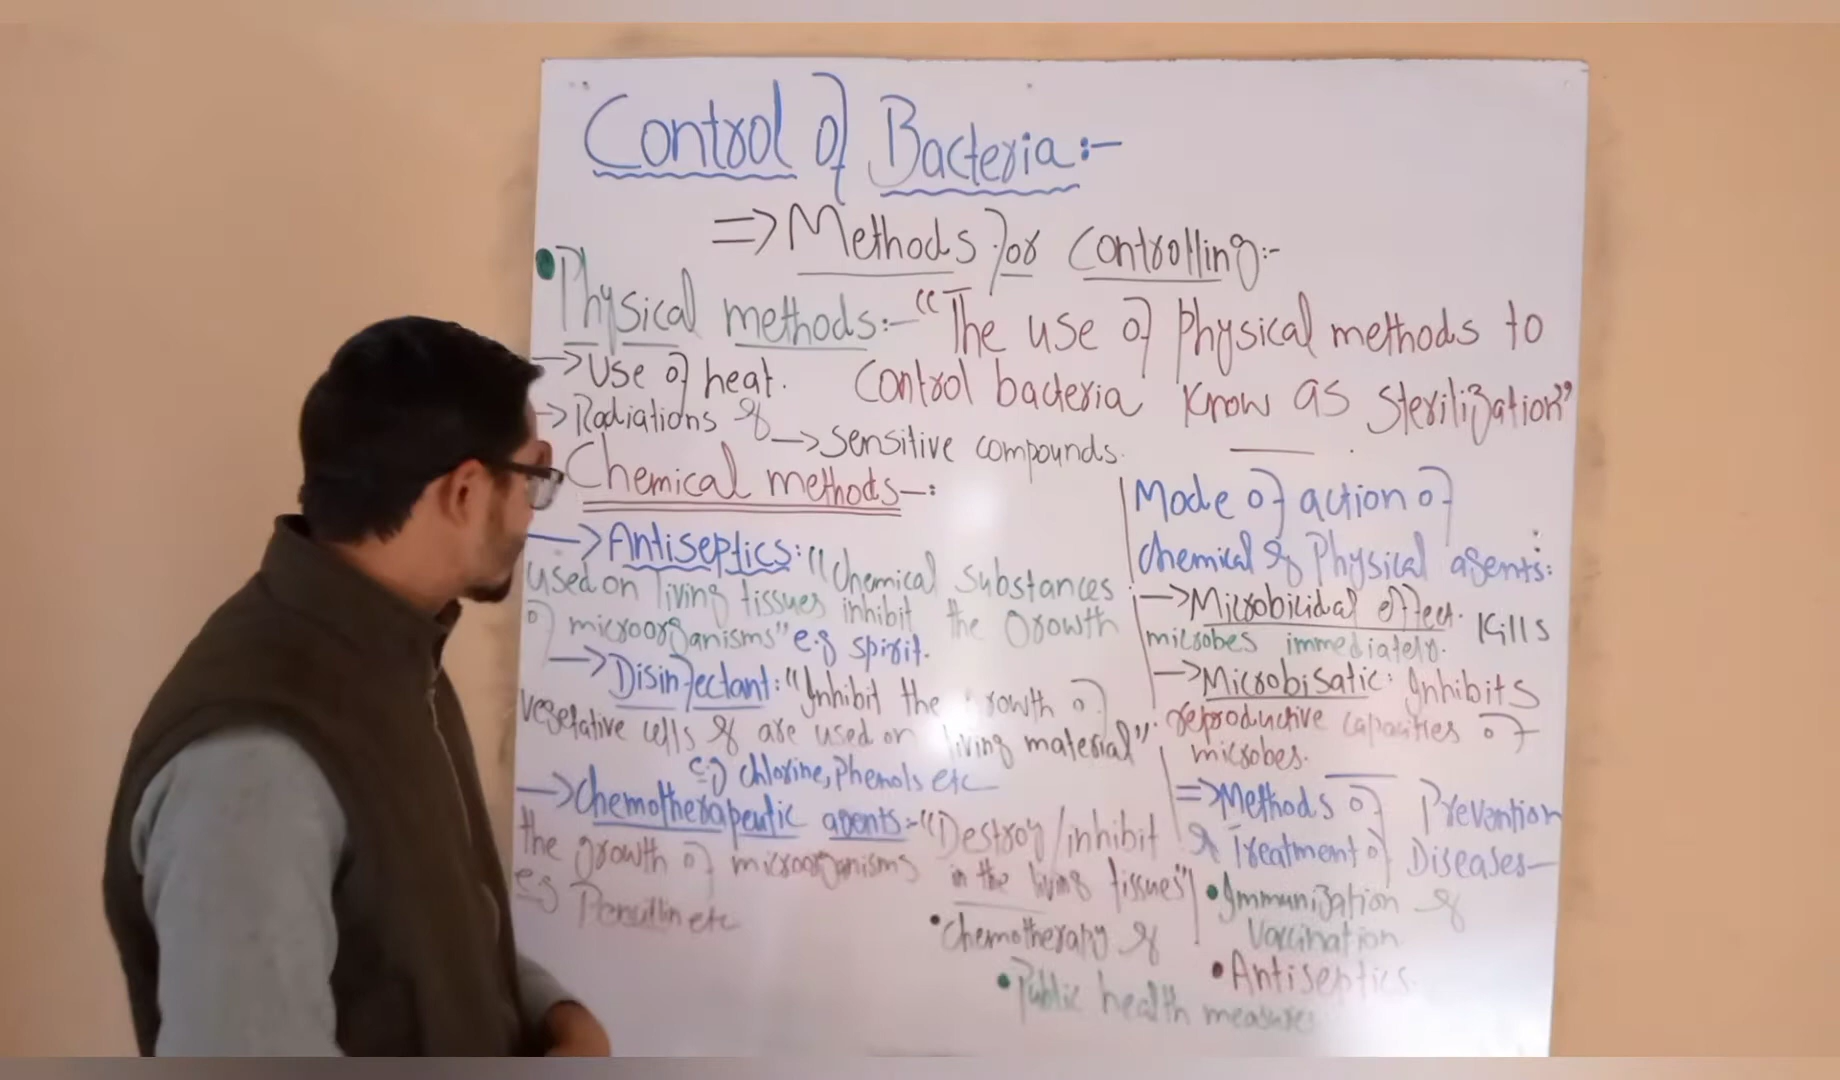 Control of Bacteria:-
=> Methods for Controlling:-
• Physical methods:- "The use of Physical methods to
Control bacteria Know as Sterilization"
-> Use of heat.
-> Radiations &
-> Sensitive compounds.
Chemical methods-:
-> Antiseptics: "Chemical Substances
used on living tissues inhibit the Growth
of microorganisms" e.g spirit.
-> Disinfectant: "Inhibit the Growth of
vegetative cells & are used on living material"
e.g chlorine, Phenols etc
-> Chemotherapeutic agents:- "Destroy/inhibit
the growth of microorganisms in the living tissues"
e.g etc
Mode of action of
Chemical & Physical agents:
-> Microbicidal effect. Kills
microbes immediately.
-> Microbisatic: Inhibits
reproductive capacities of
microbes.
=> Methods of Prevantion
& Treatment of Diseases-
• Immunization &
Vaccination
• Antiseptics.
• Chemotherapy &
• Public health measures